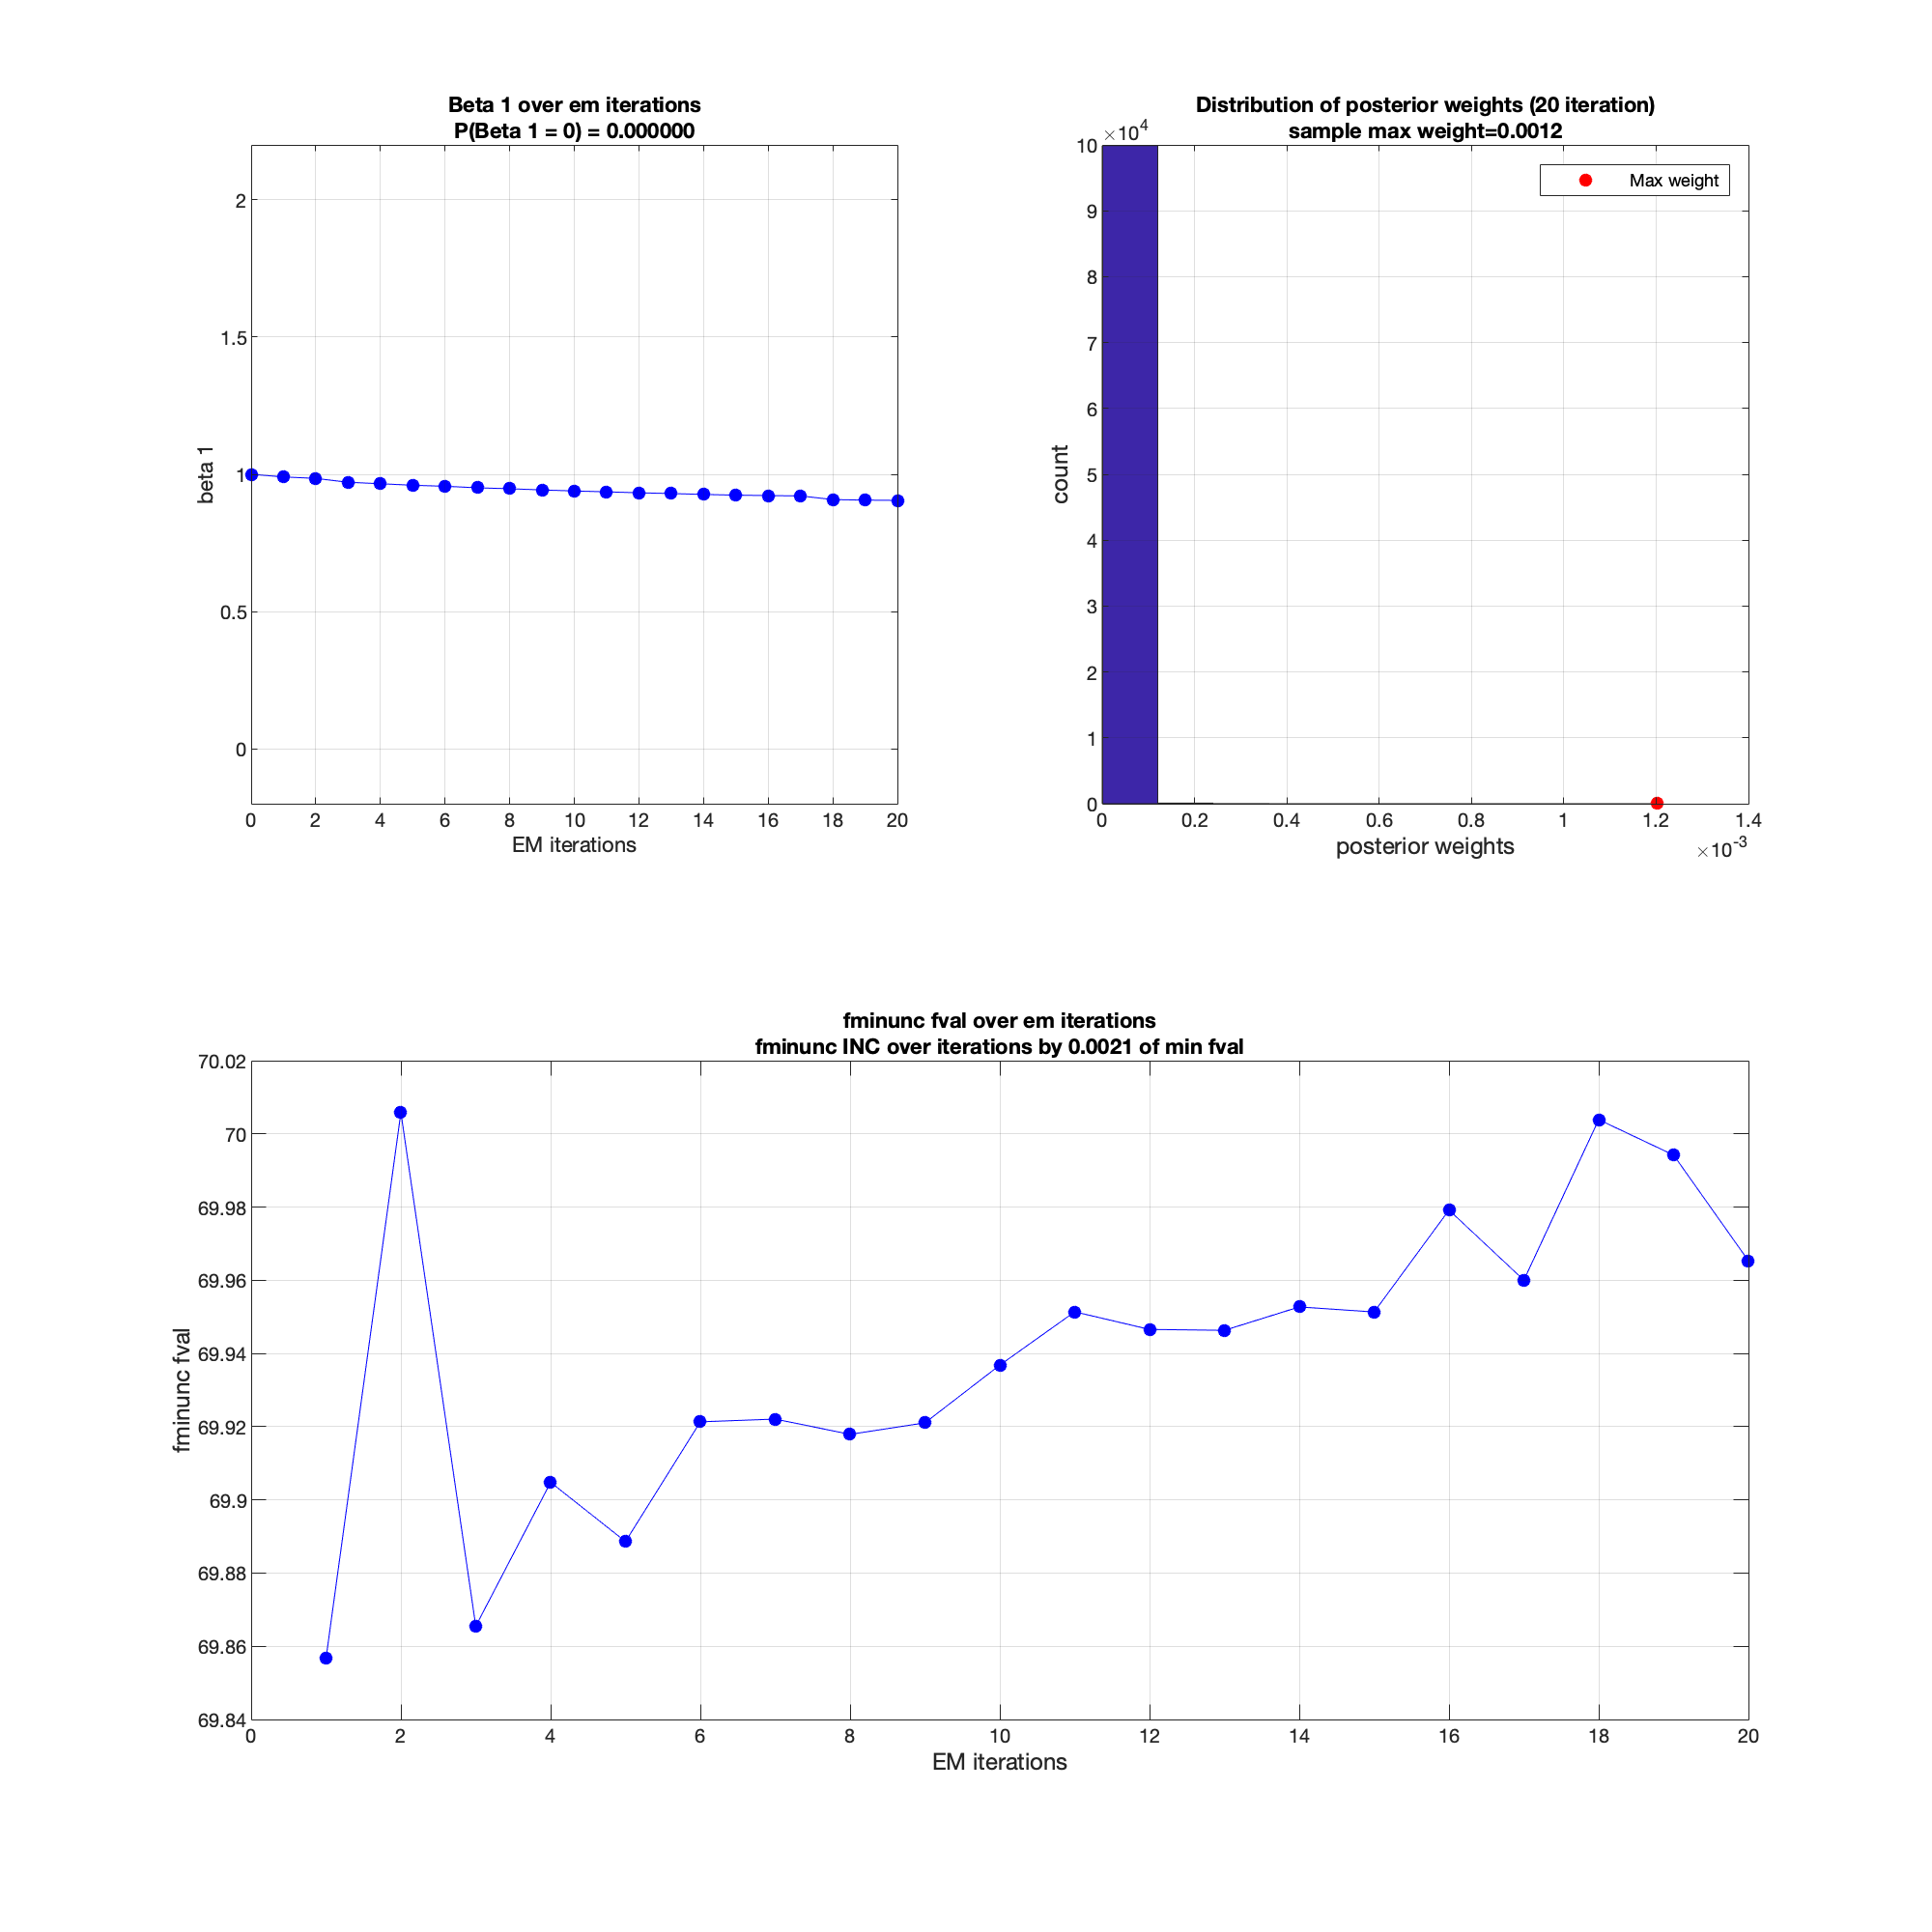 Beta 1 over em iterations
P(Beta 1 = 0) = 0.000000
2
1.5
1
0.5
0
beta 1
0 2 4 6 8 10 12 14 16 18 20
EM iterations
Distribution of posterior weights (20 iteration)
sample max weight=0.0012
×10^4
Max weight
10
9
8
7
6
5
4
3
2
1
0
count
0 0.2 0.4 0.6 0.8 1 1.2 1.4
posterior weights
×10^-3
fminunc fval over em iterations
fminunc INC over iterations by 0.0021 of min fval
70.02
70
69.98
69.96
69.94
69.92
69.9
69.88
69.86
69.84
fminunc fval
0 2 4 6 8 10 12 14 16 18 20
EM iterations